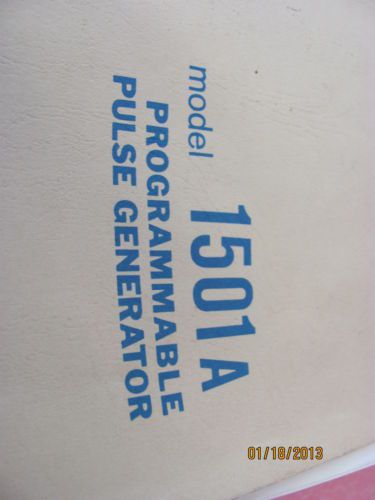 model 1501A
PROGRAMMABLE
PULSE GENERATOR
01/18/2013